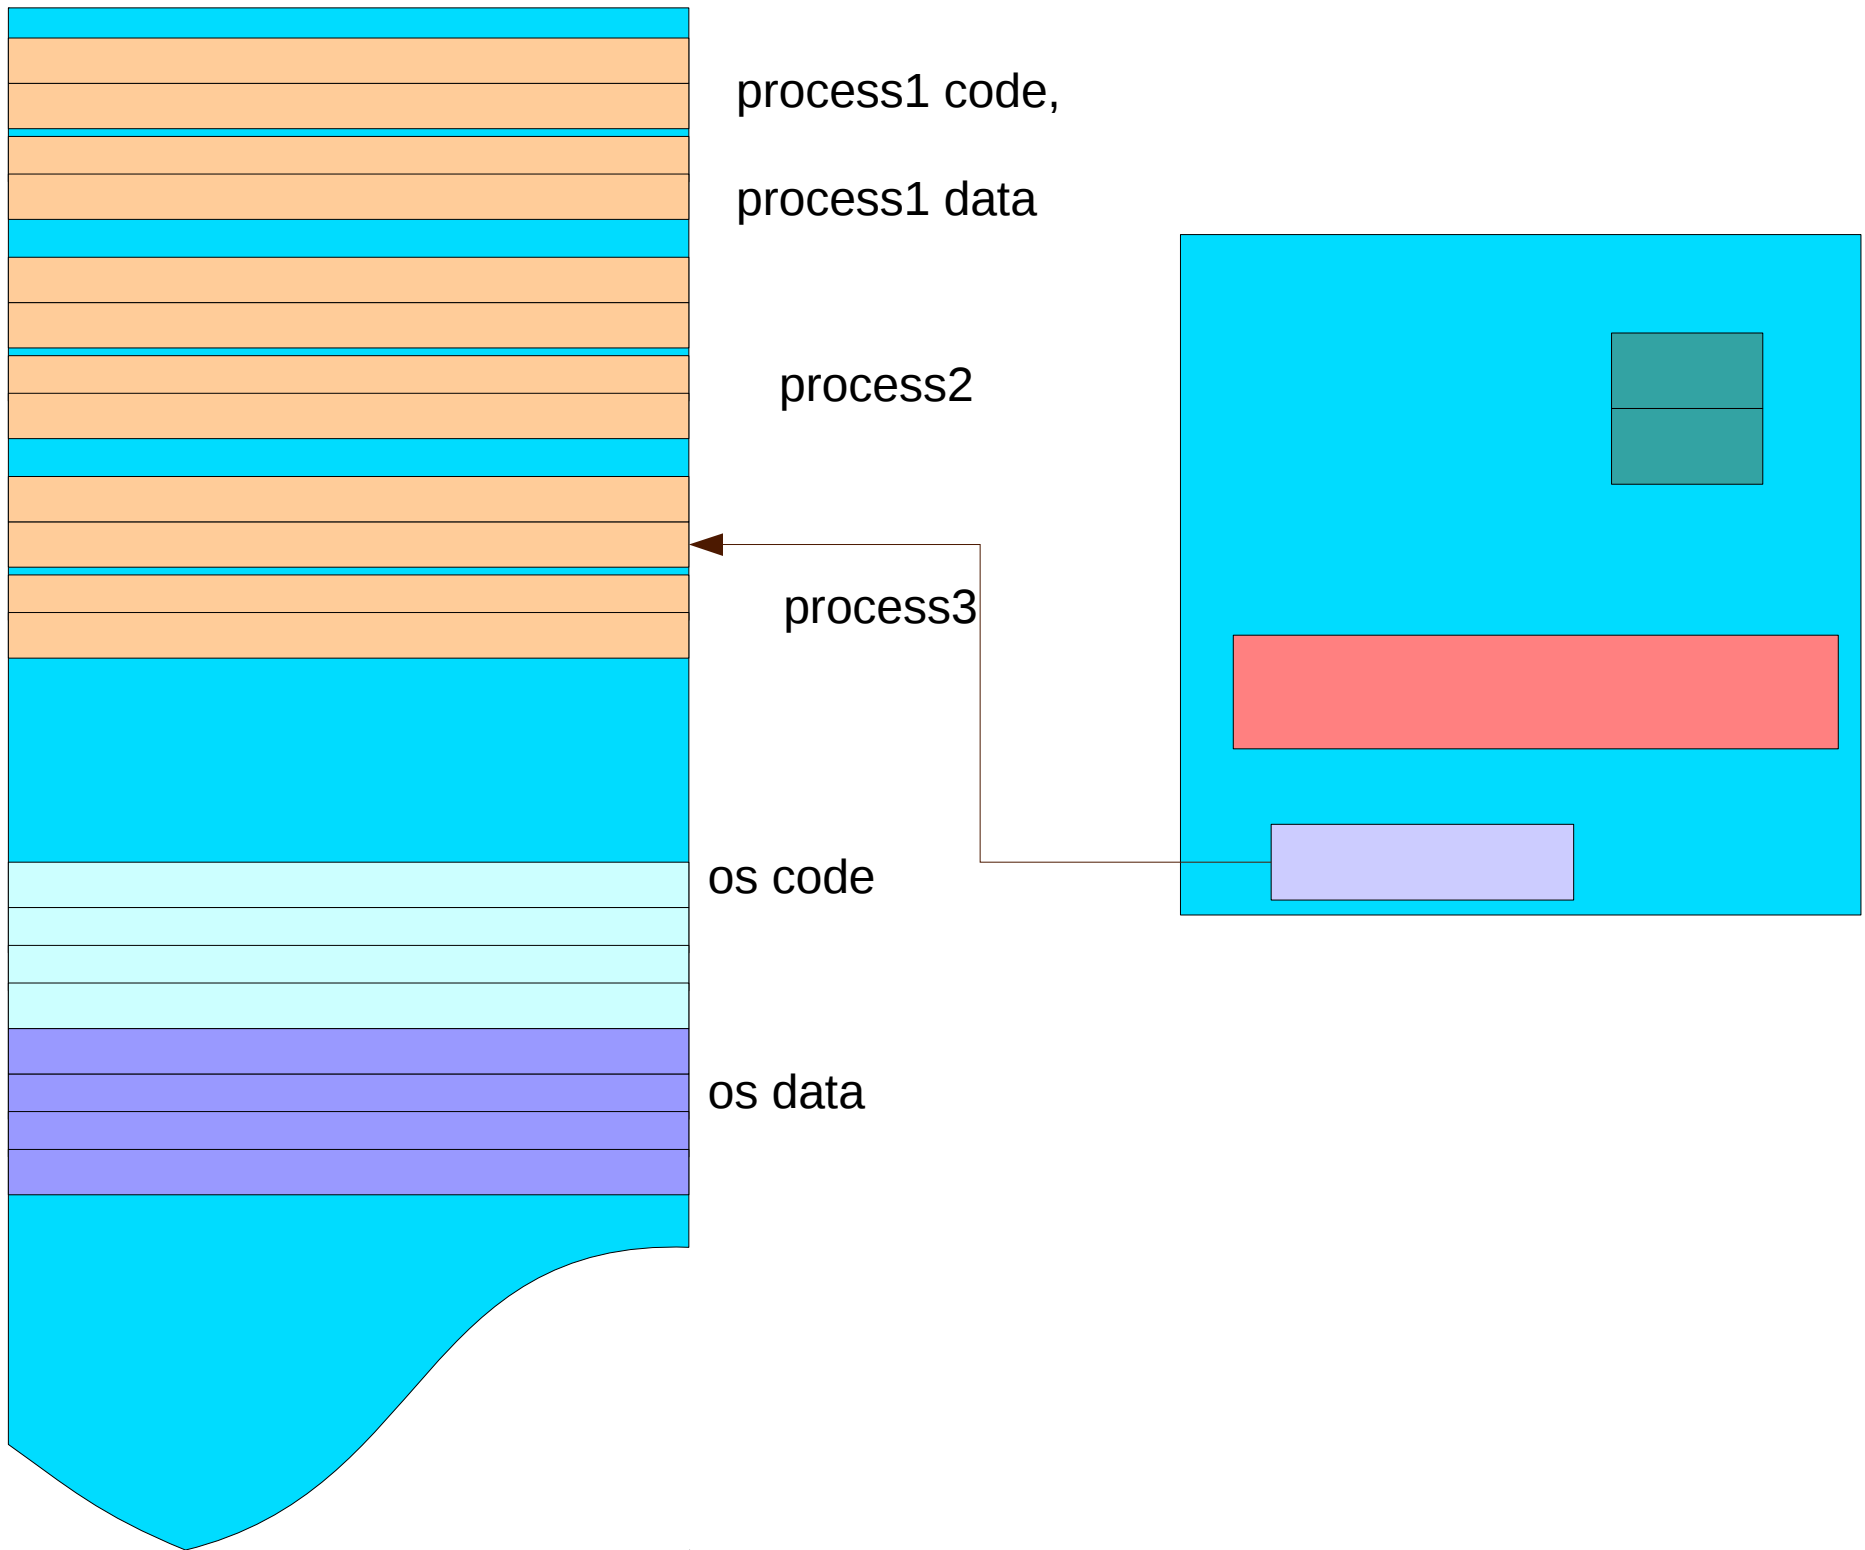 process1 code,
process1 data
process2
process3
os code
os data